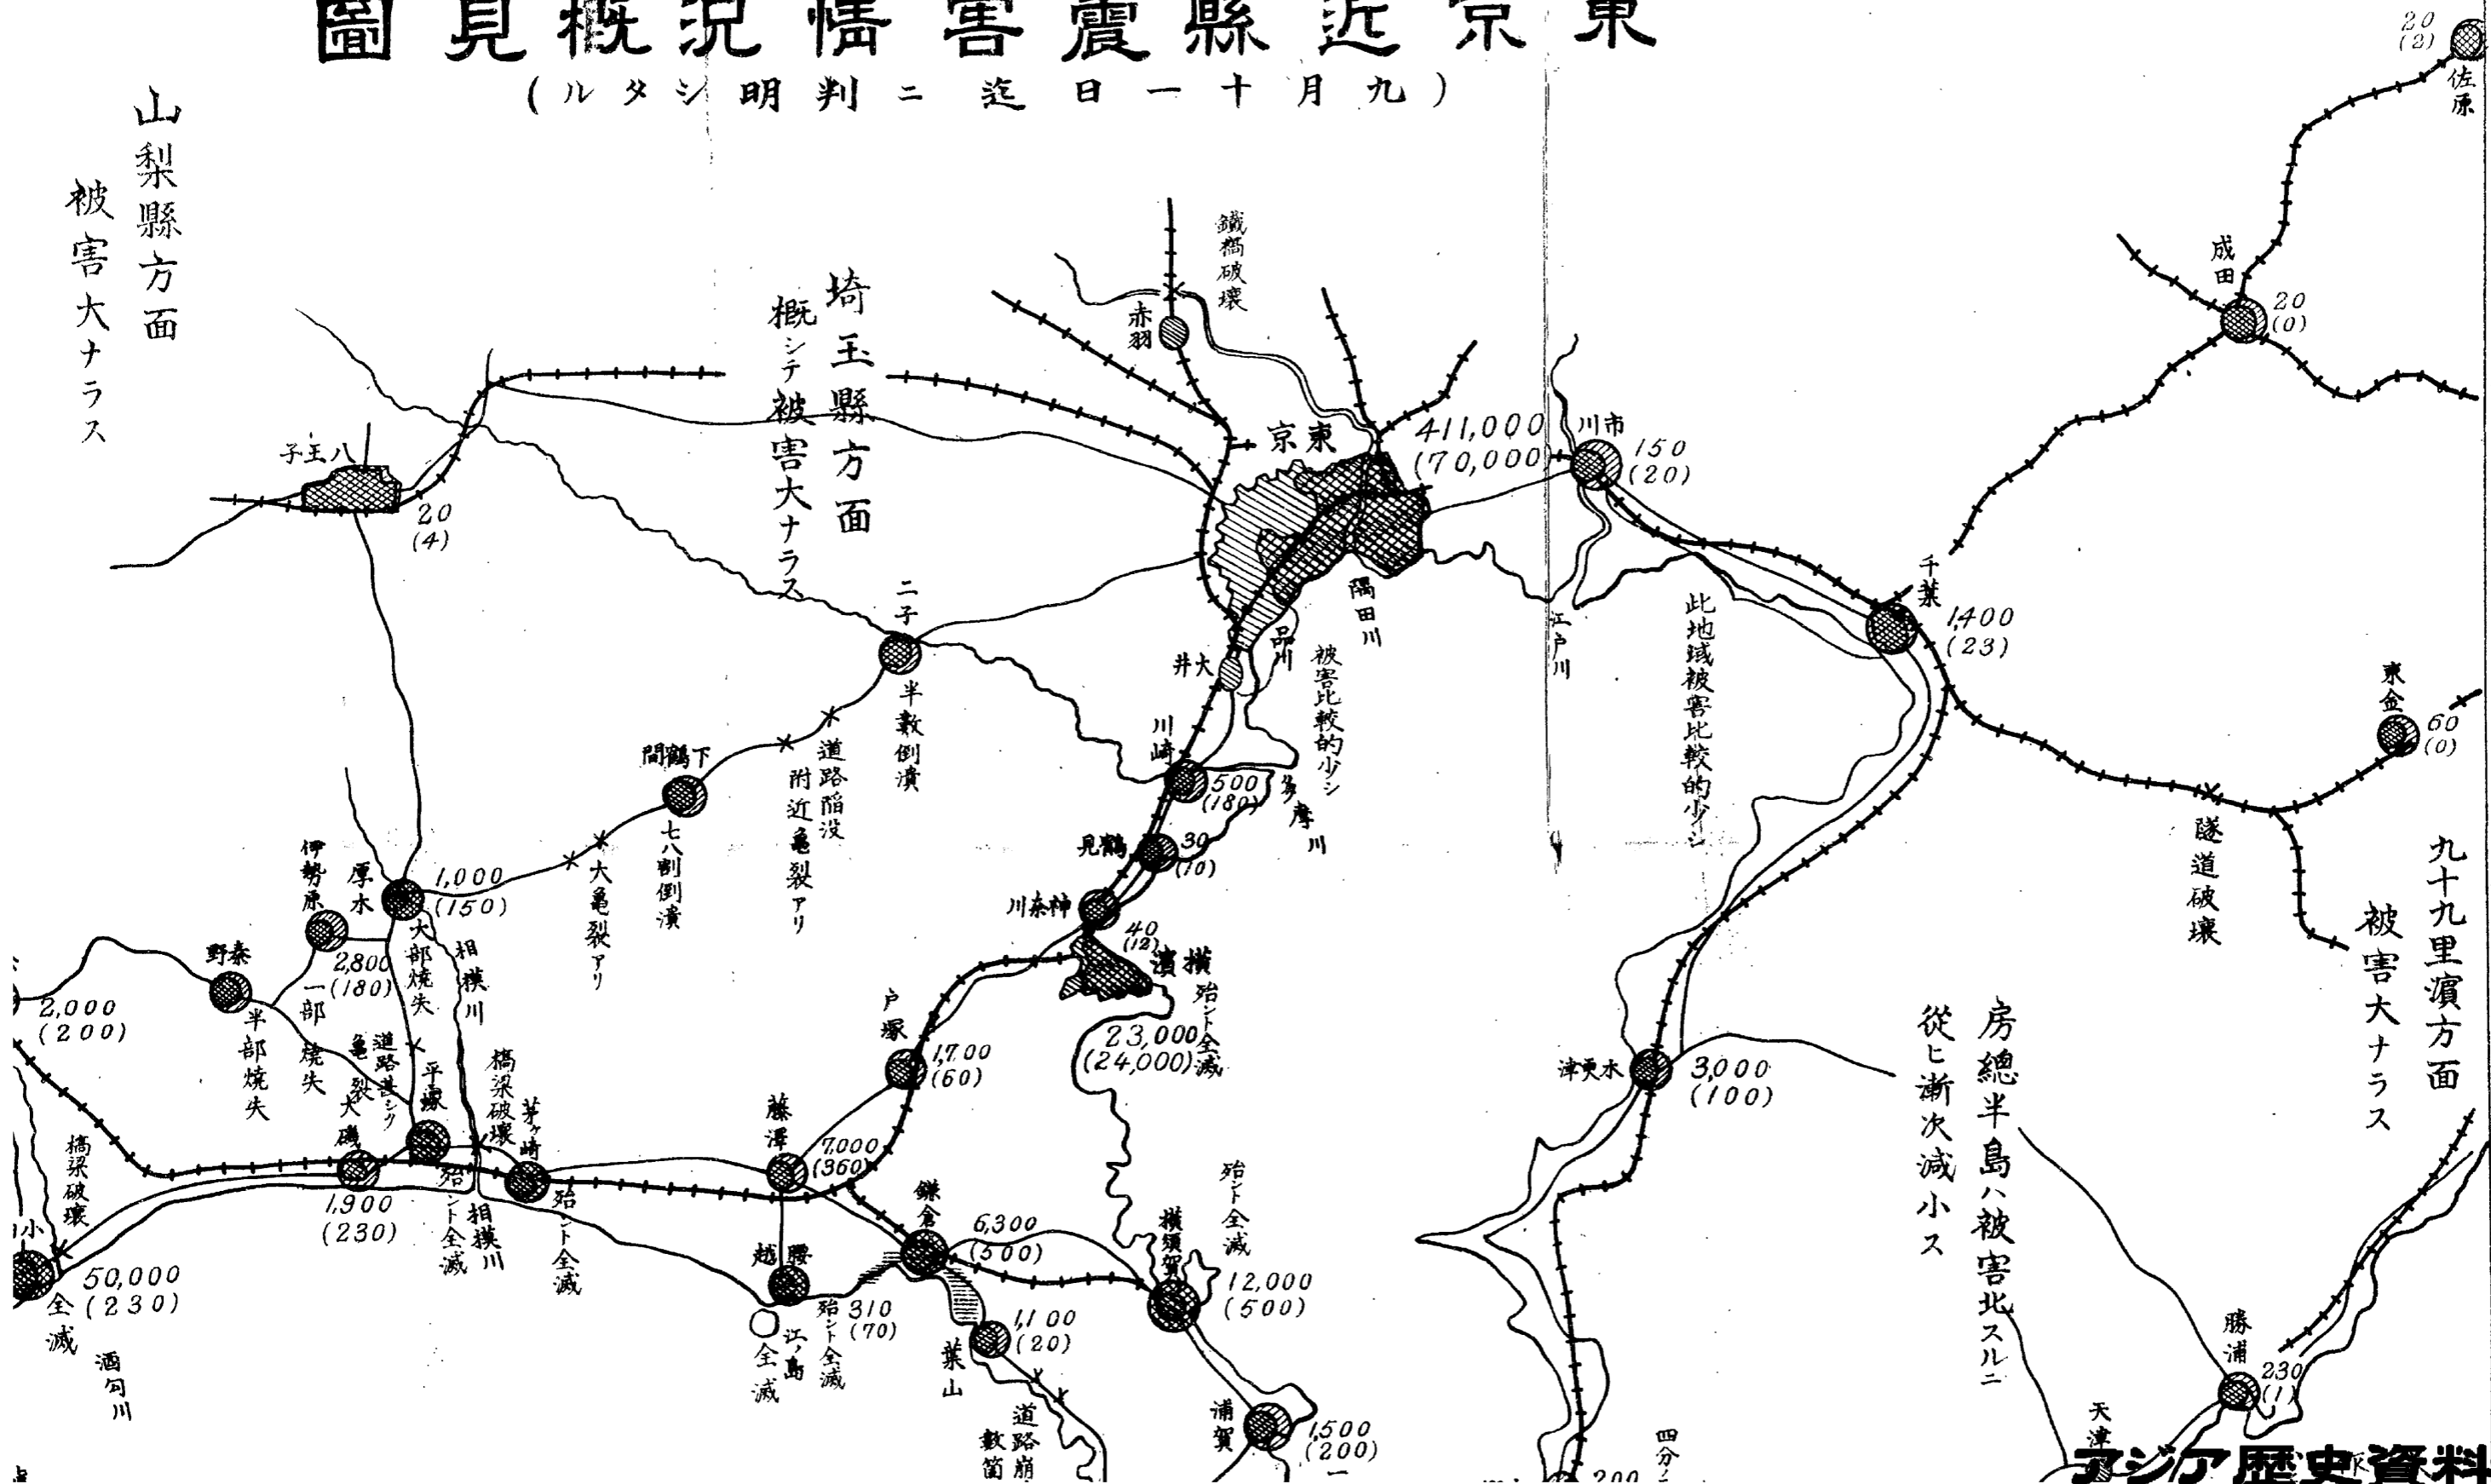 東京近縣震害情況概見圖
(九月十一日迄ニ判明シタル)
20
(2)
佐原
山梨縣方面
被害大ナラス
埼玉縣方面
概シテ被害大ナラス
鐵橋破壞
赤羽
成田
20
(0)
東京
411,000
(70,000)
市川
150
(20)
八王子
20
(4)
隅田川
江戸川
品川
被害比較的少シ
此地域被害比較的少シ
千葉
1,400
(23)
東金
60
(0)
隧道破壞
九十九里濱方面
被害大ナラス
大井
二子
半數倒潰
道路陷没
附近亀裂アリ
下鶴間
七八割倒潰
大亀裂アリ
川崎
500
(180)
多摩川
鶴見
30
(10)
神奈川
40
(12)
横濱
殆ント全滅
23,000
(24,000)
厚木
1,000
(150)
大部焼失
相模川
伊勢原
2,800
(180)
一部焼失
秦野
半部焼失
2,000
(200)
道路甚シク
亀裂
平塚
殆ント全滅
橋梁破壞
茅ヶ崎
殆ント全滅
相模川
大磯
1,900
(230)
橋梁破壞
小
50,000
(230)
全滅
酒匂川
戸塚
1,700
(60)
藤澤
7,000
(360)
鎌倉
6,300
(500)
腰越
310
(70)
殆ント全滅
江ノ島
全滅
葉山
1,100
(20)
道路崩
數箇
横須賀
殆ント全滅
12,000
(500)
浦賀
1,500
(200)
木更津
3,000
(100)
房總半島ハ被害北スルニ
從ヒ漸次減小ス
勝浦
230
(1)
天津
四分ノ
200
アジア歴史資料